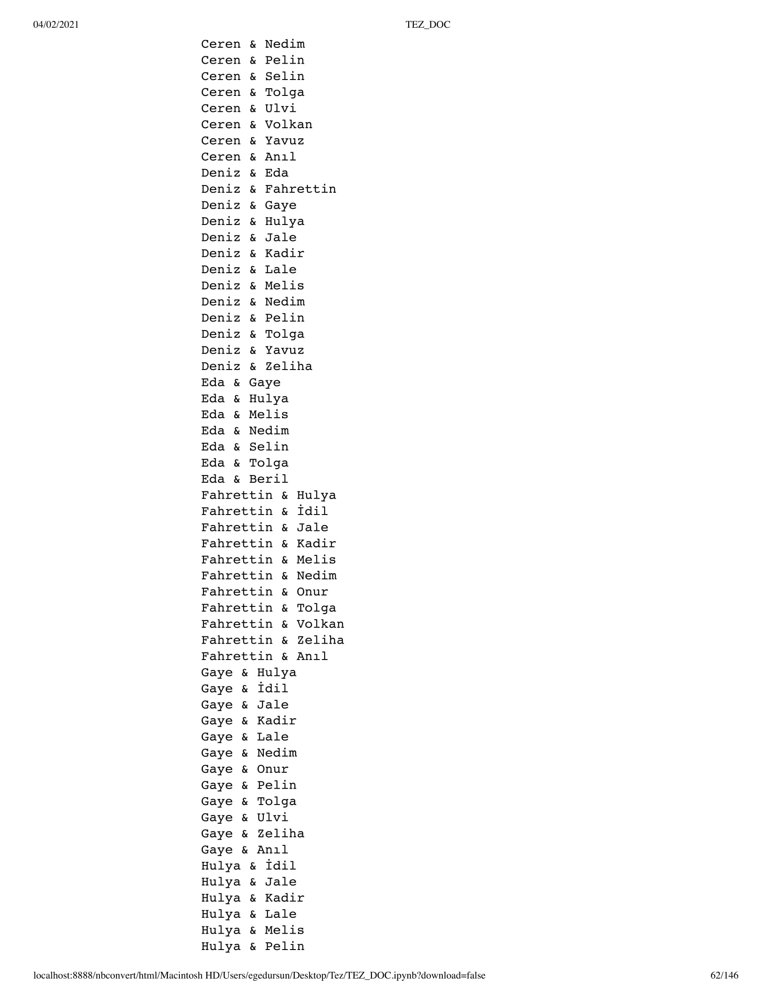 04/02/2021 TEZ_DOC
Ceren & Nedim
Ceren & Pelin
Ceren & Selin
Ceren & Tolga
Ceren & Ulvi
Ceren & Volkan
Ceren & Yavuz
Ceren & Anıl
Deniz & Eda
Deniz & Fahrettin
Deniz & Gaye
Deniz & Hulya
Deniz & Jale
Deniz & Kadir
Deniz & Lale
Deniz & Melis
Deniz & Nedim
Deniz & Pelin
Deniz & Tolga
Deniz & Yavuz
Deniz & Zeliha
Eda & Gaye
Eda & Hulya
Eda & Melis
Eda & Nedim
Eda & Selin
Eda & Tolga
Eda & Beril
Fahrettin & Hulya
Fahrettin & İdil
Fahrettin & Jale
Fahrettin & Kadir
Fahrettin & Melis
Fahrettin & Nedim
Fahrettin & Onur
Fahrettin & Tolga
Fahrettin & Volkan
Fahrettin & Zeliha
Fahrettin & Anıl
Gaye & Hulya
Gaye & İdil
Gaye & Jale
Gaye & Kadir
Gaye & Lale
Gaye & Nedim
Gaye & Onur
Gaye & Pelin
Gaye & Tolga
Gaye & Ulvi
Gaye & Zeliha
Gaye & Anıl
Hulya & İdil
Hulya & Jale
Hulya & Kadir
Hulya & Lale
Hulya & Melis
Hulya & Pelin
localhost:8888/nbconvert/html/Macintosh HD/Users/egedursun/Desktop/Tez/TEZ_DOC.ipynb?download=false 62/146